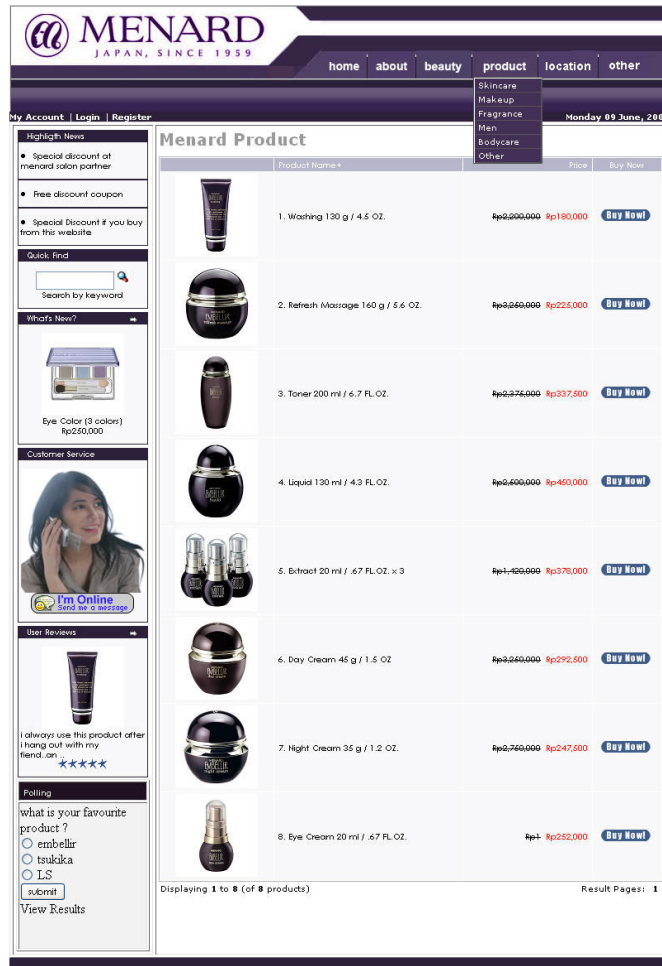 MENARD
JAPAN, SINCE 1959
home about beauty product location other
Skincare
Makeup
Fragrance
Men
Bodycare
Other
My Account | Login | Register
Monday 09 June, 200
Highligth News
• Special discount at
menard salon partner
• Free discount coupon
• Special Discount if you buy
from this website
Quick Find
Search by keyword
What's New?
Eye Color (3 colors)
Rp250,000
Customer Service
I'm Online
Send me a message
User Reviews
i always use this product after
i hang out with my
fiend..an ..
Polling
what is your favourite
product ?
embellir
tsukika
LS
submit
View Results
Menard Product
Product Name+ Price Buy Now
1. Washing 130 g / 4.5 OZ. Rp2,200,000 Rp180,000 Buy Now!
2. Refresh Massage 160 g / 5.6 OZ. Rp3,250,000 Rp225,000 Buy Now!
3. Toner 200 ml / 6.7 FL.OZ. Rp2,375,000 Rp337,500 Buy Now!
4. Liquid 130 ml / 4.3 FL.OZ. Rp2,500,000 Rp450,000 Buy Now!
5. Extract 20 ml / .67 FL.OZ. x 3 Rp1,420,000 Rp378,000 Buy Now!
6. Day Cream 45 g / 1.5 OZ Rp3,250,000 Rp292,500 Buy Now!
7. Night Cream 35 g / 1.2 OZ. Rp2,750,000 Rp247,500 Buy Now!
8. Eye Cream 20 ml / .67 FL.OZ. Rp1 Rp252,000 Buy Now!
Displaying 1 to 8 (of 8 products) Result Pages: 1